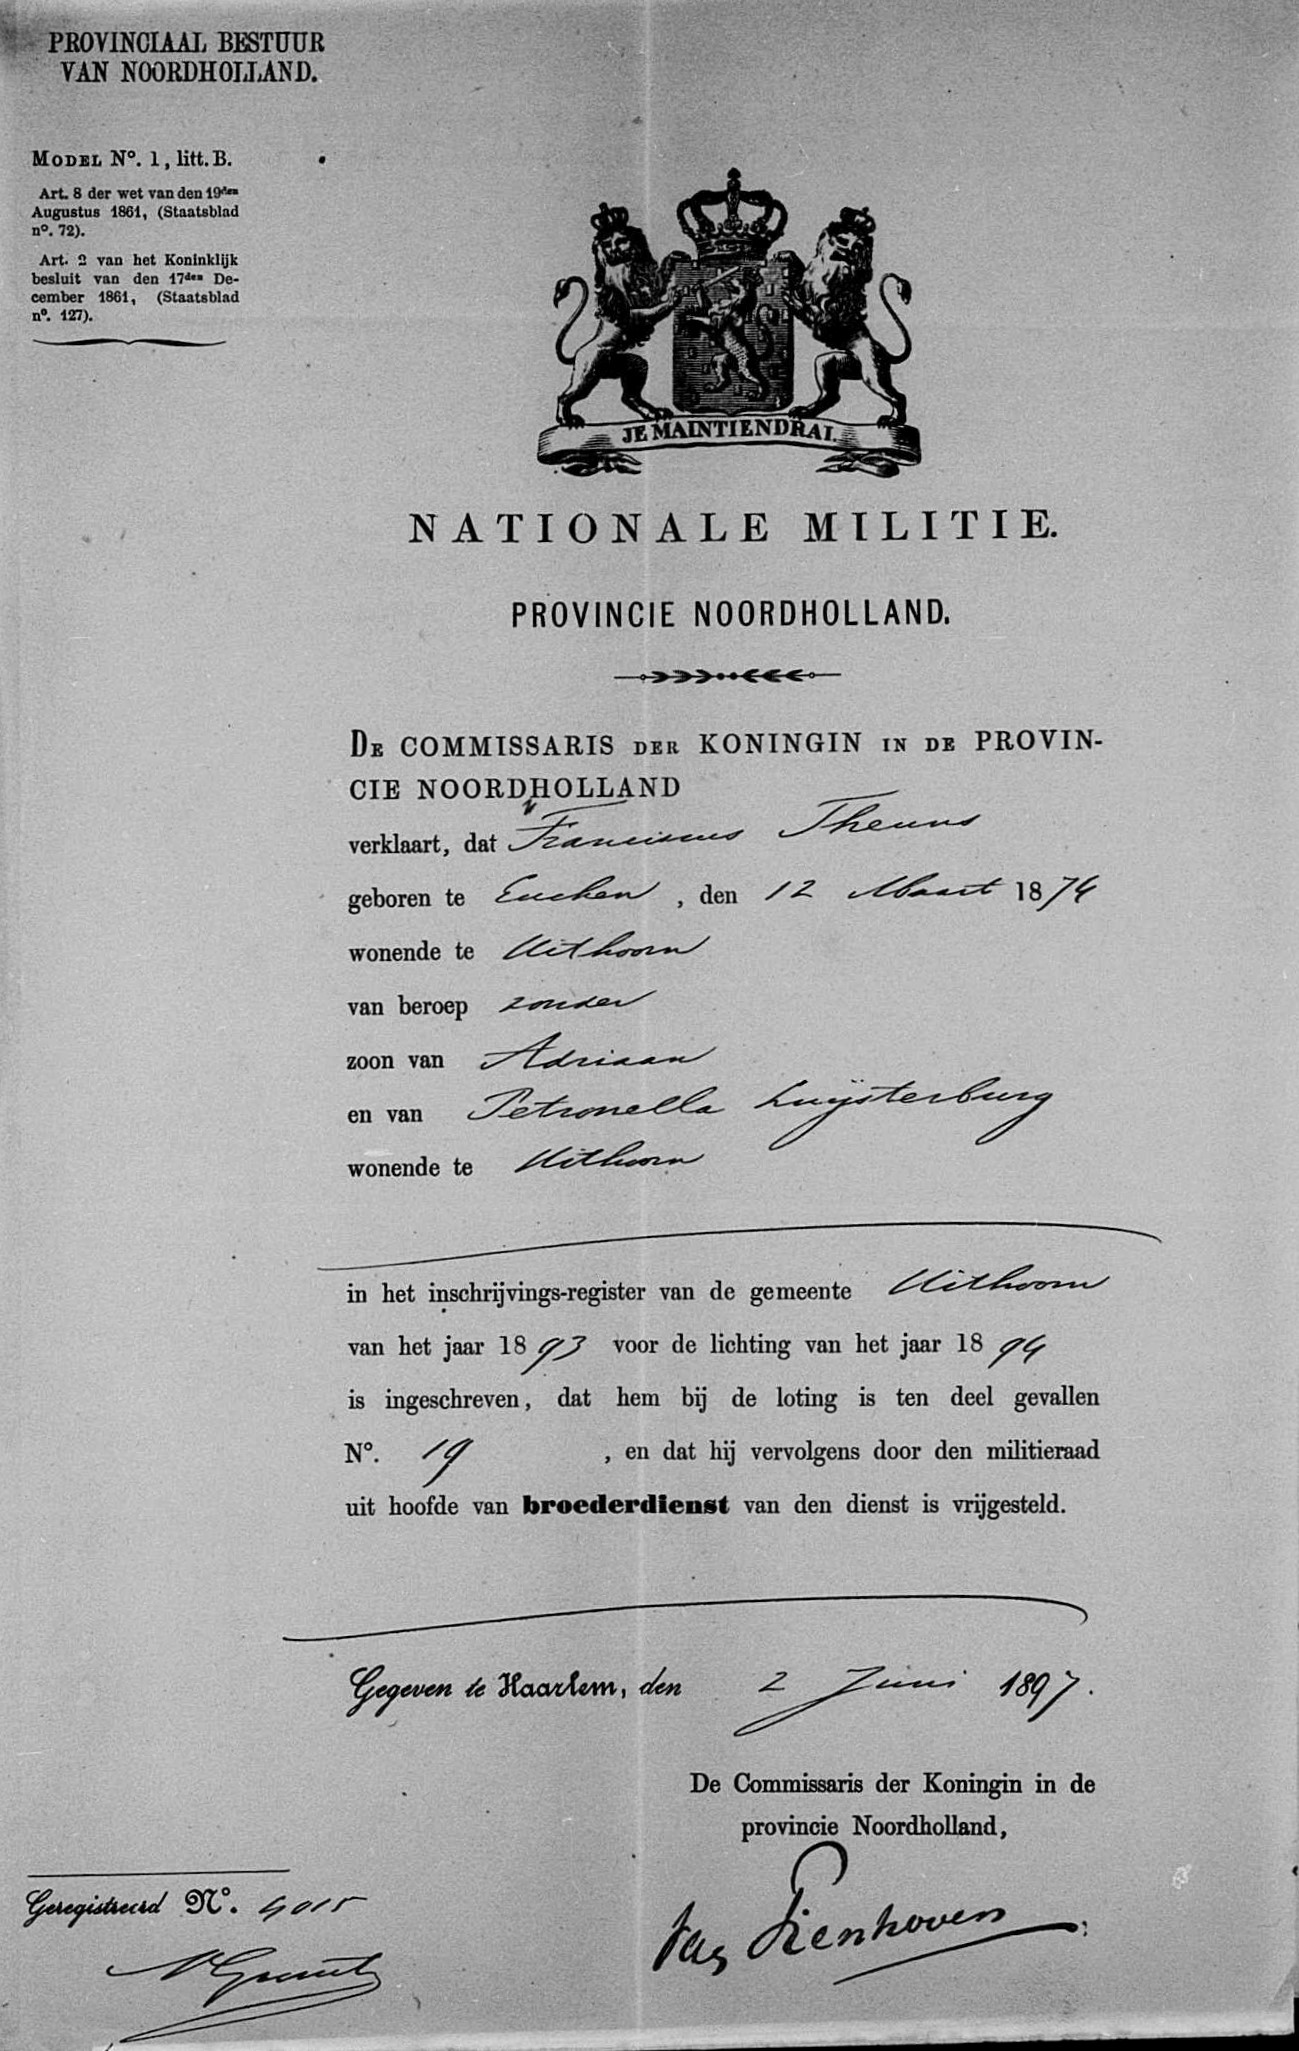 PROVINCIAAL BESTUUR
VAN NOORDHOLLAND.
MODEL Nº. 1, litt. B.
Art. 8 der wet van den 19den
Augustus 1861, (Staatsblad
nº. 72).
Art. 2 van het Koninklijk
besluit van den 17den De-
cember 1861, (Staatsblad
nº. 127).
JE MAINTIENDRAI.
NATIONALE MILITIE.
PROVINCIE NOORDHOLLAND.
DE COMMISSARIS DER KONINGIN IN DE PROVIN-
CIE NOORDHOLLAND
verklaart, dat Franciscus Theuns
geboren te , den 12 Maart 1874
wonende te Uithoorn
van beroep zonder
zoon van Adriaan
en van Petronella Luijsterburg
wonende te Uithoorn
in het inschrijvings-register van de gemeente Uithoorn
van het jaar 1893 voor de lichting van het jaar 1894
is ingeschreven, dat hem bij de loting is ten deel gevallen
Nº. 19 , en dat hij vervolgens door den militieraad
uit hoofde van broederdienst van den dienst is vrijgesteld.
Gegeven te Haarlem, den 2 Juni 1897.
De Commissaris der Koningin in de
provincie Noordholland,
Geregistreerd Nº. 4015
Van Tienhoven